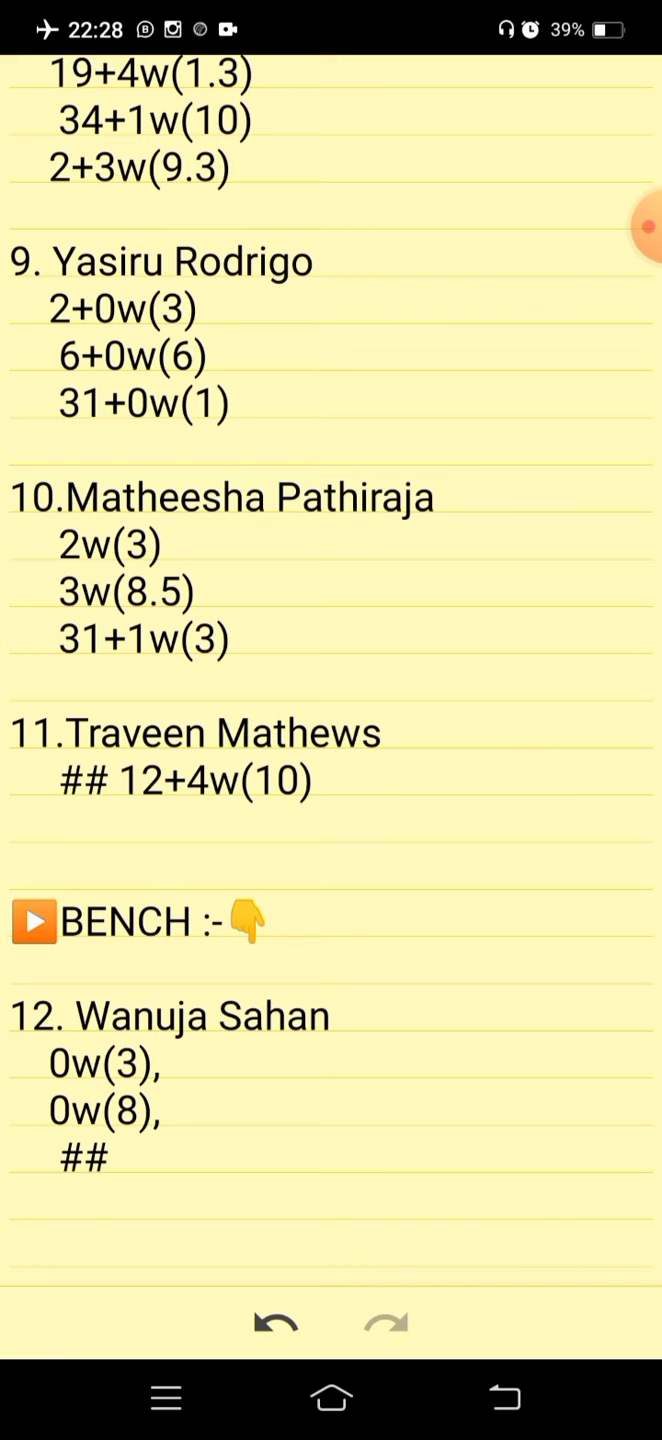 22:28 39%
19+4w(1.3)
34+1w(10)
2+3w(9.3)
9. Yasiru Rodrigo
2+0w(3)
6+0w(6)
31+0w(1)
10.Matheesha Pathiraja
2w(3)
3w(8.5)
31+1w(3)
11.Traveen Mathews
## 12+4w(10)
▶️BENCH :-👇
12. Wanuja Sahan
0w(3),
0w(8),
##